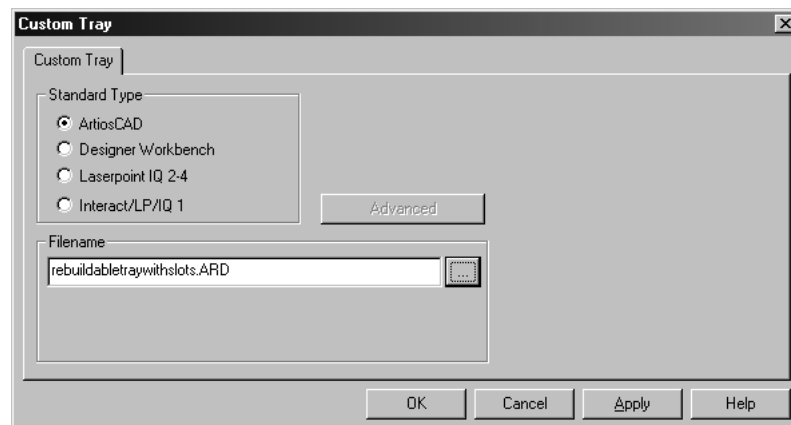 Custom Tray
Custom Tray
Standard Type
ArtiosCAD
Designer Workbench
Laserpoint IQ 2-4
Interact/LP/IQ 1
Advanced
Filename
rebuildabletraywithslots.ARD
...
OK Cancel Apply Help